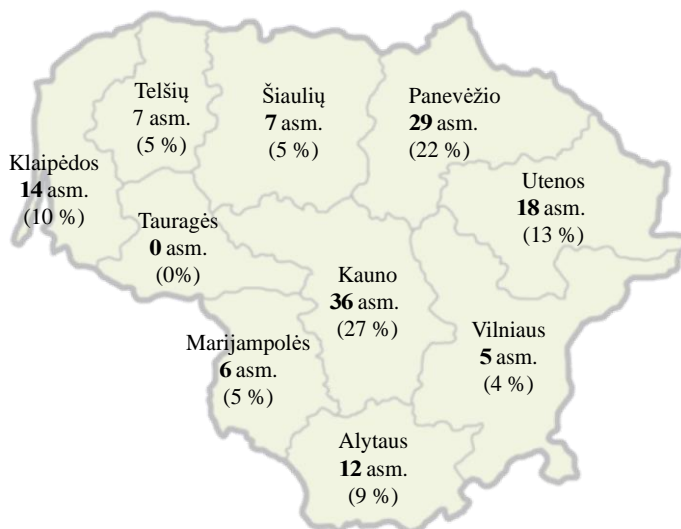 Telšių
7 asm.
(5 %)
Šiaulių
7 asm.
(5 %)
Panevėžio
29 asm.
(22 %)
Klaipėdos
14 asm.
(10 %)
Utenos
18 asm.
(13 %)
Tauragės
0 asm.
(0%)
Kauno
36 asm.
(27 %)
Vilniaus
5 asm.
(4 %)
Marijampolės
6 asm.
(5 %)
Alytaus
12 asm.
(9 %)